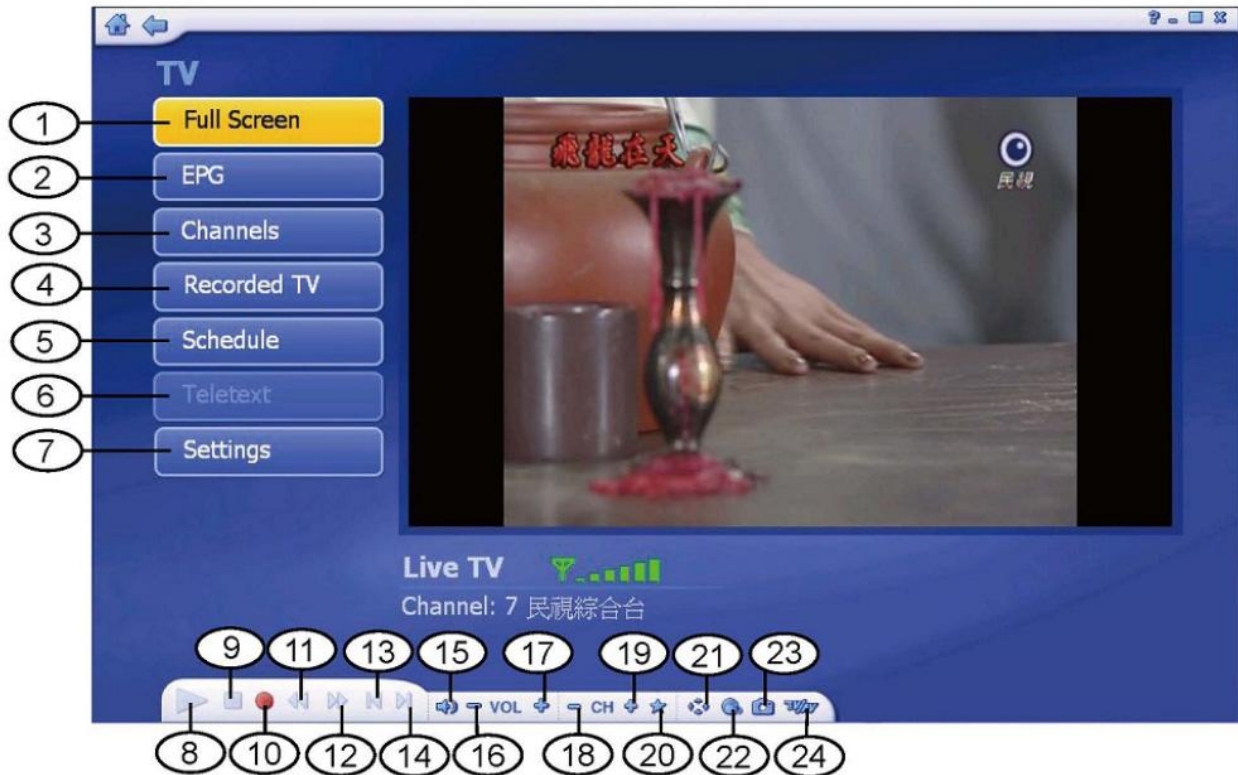 TV
1 Full Screen
2 EPG
3 Channels
4 Recorded TV
5 Schedule
6 Teletext
7 Settings
飛龍在天
民視
Live TV
Channel: 7 民視綜合台
9 11 13 15 17 19 21 23
VOL CH TV/FM
8 10 12 14 16 18 20 22 24